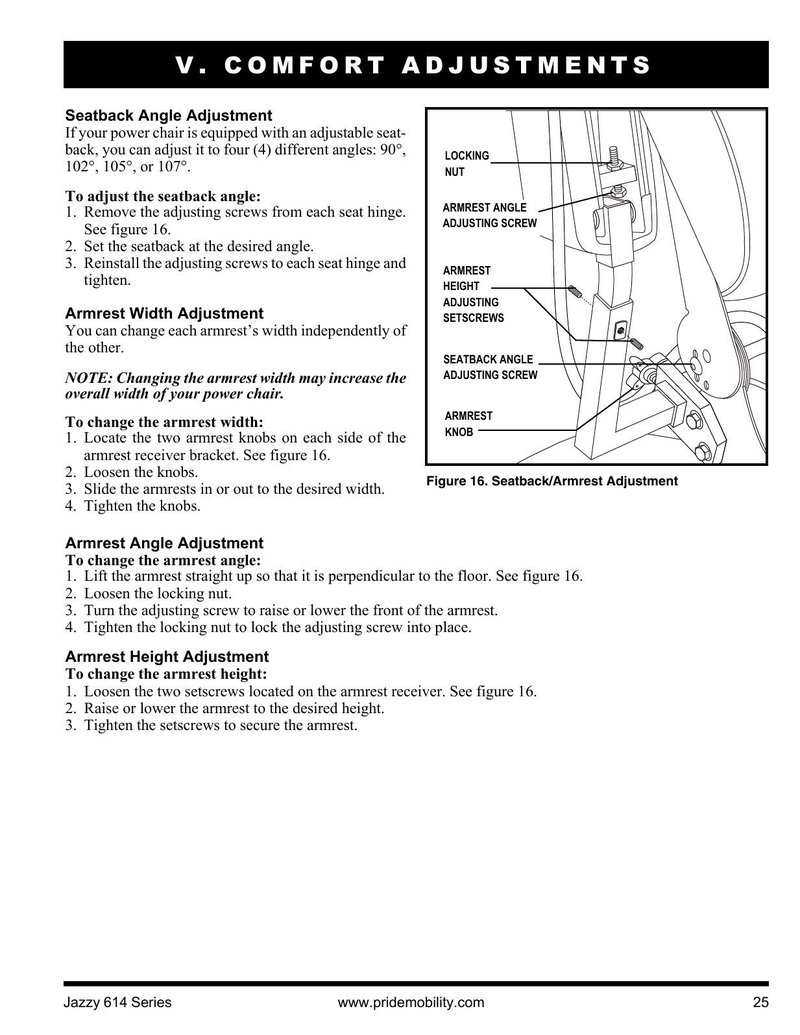 V. COMFORT ADJUSTMENTS
Seatback Angle Adjustment
If your power chair is equipped with an adjustable seat-
back, you can adjust it to four (4) different angles: 90°,
102°, 105°, or 107°.
To adjust the seatback angle:
1. Remove the adjusting screws from each seat hinge.
See figure 16.
2. Set the seatback at the desired angle.
3. Reinstall the adjusting screws to each seat hinge and
tighten.
Armrest Width Adjustment
You can change each armrest’s width independently of
the other.
NOTE: Changing the armrest width may increase the
overall width of your power chair.
To change the armrest width:
1. Locate the two armrest knobs on each side of the
armrest receiver bracket. See figure 16.
2. Loosen the knobs.
3. Slide the armrests in or out to the desired width.
4. Tighten the knobs.
LOCKING
NUT
ARMREST ANGLE
ADJUSTING SCREW
ARMREST
HEIGHT
ADJUSTING
SETSCREWS
SEATBACK ANGLE
ADJUSTING SCREW
ARMREST
KNOB
Figure 16. Seatback/Armrest Adjustment
Armrest Angle Adjustment
To change the armrest angle:
1. Lift the armrest straight up so that it is perpendicular to the floor. See figure 16.
2. Loosen the locking nut.
3. Turn the adjusting screw to raise or lower the front of the armrest.
4. Tighten the locking nut to lock the adjusting screw into place.
Armrest Height Adjustment
To change the armrest height:
1. Loosen the two setscrews located on the armrest receiver. See figure 16.
2. Raise or lower the armrest to the desired height.
3. Tighten the setscrews to secure the armrest.
Jazzy 614 Series
www.pridemobility.com
25